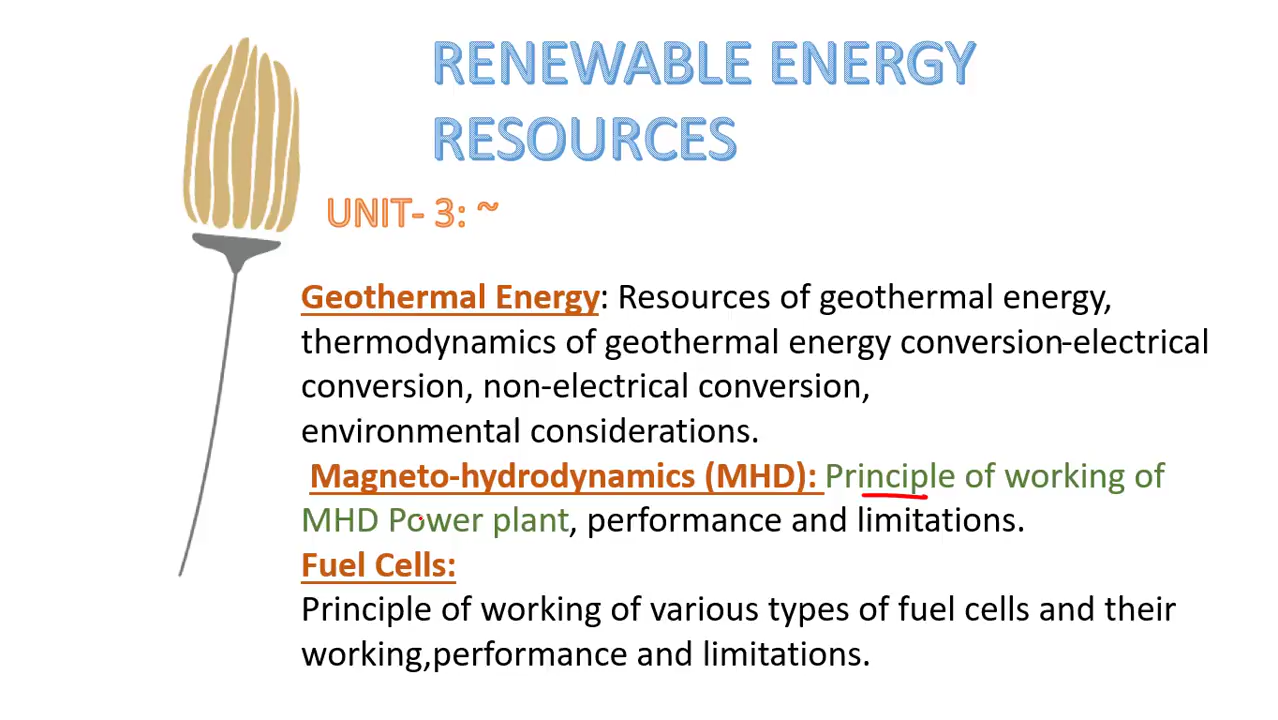 RENEWABLE ENERGY
RESOURCES
UNIT- 3: ~
Geothermal Energy: Resources of geothermal energy,
thermodynamics of geothermal energy conversion-electrical
conversion, non-electrical conversion,
environmental considerations.
Magneto-hydrodynamics (MHD): Principle of working of
MHD Power plant, performance and limitations.
Fuel Cells:
Principle of working of various types of fuel cells and their
working,performance and limitations.